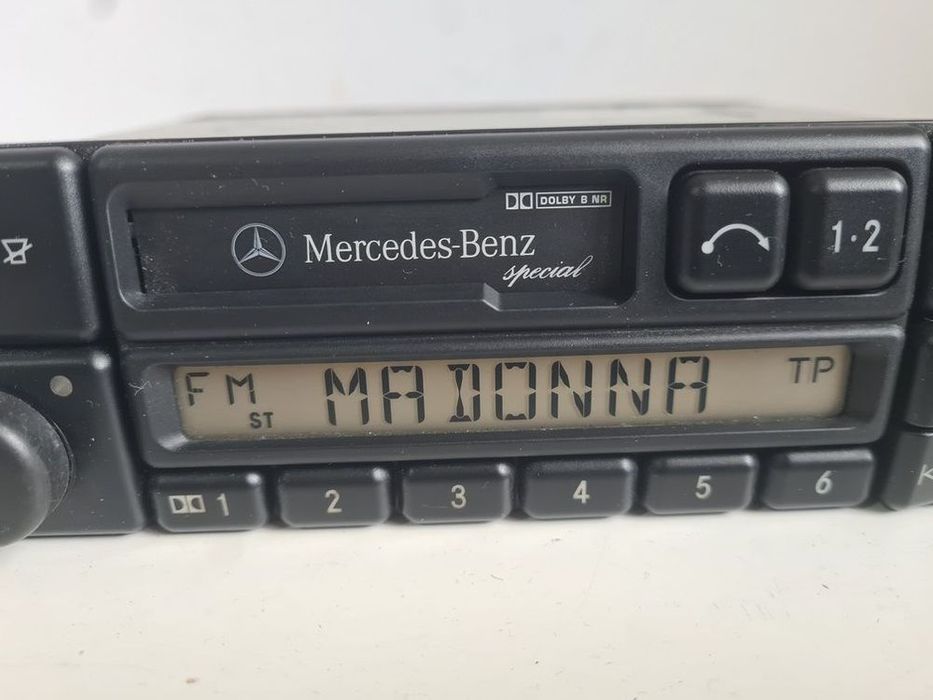 DOLBY B NR
Mercedes-Benz
special
1·2
FM ST MADONNA TP
1 2 3 4 5 6